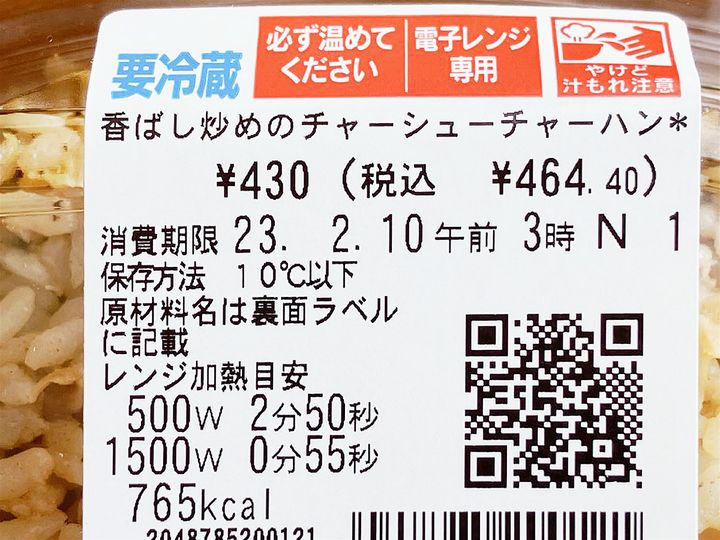 要冷蔵
必ず温めて
ください
電子レンジ
専用
やけど
汁もれ注意
香ばし炒めのチャーシューチャーハン*
¥430 (税込 ¥464.40)
消費期限 23. 2.10午前 3時 N 1
保存方法 10℃以下
原材料名は裏面ラベル
に記載
レンジ加熱目安
500W 2分50秒
1500W 0分55秒
765kcal
2048785200121